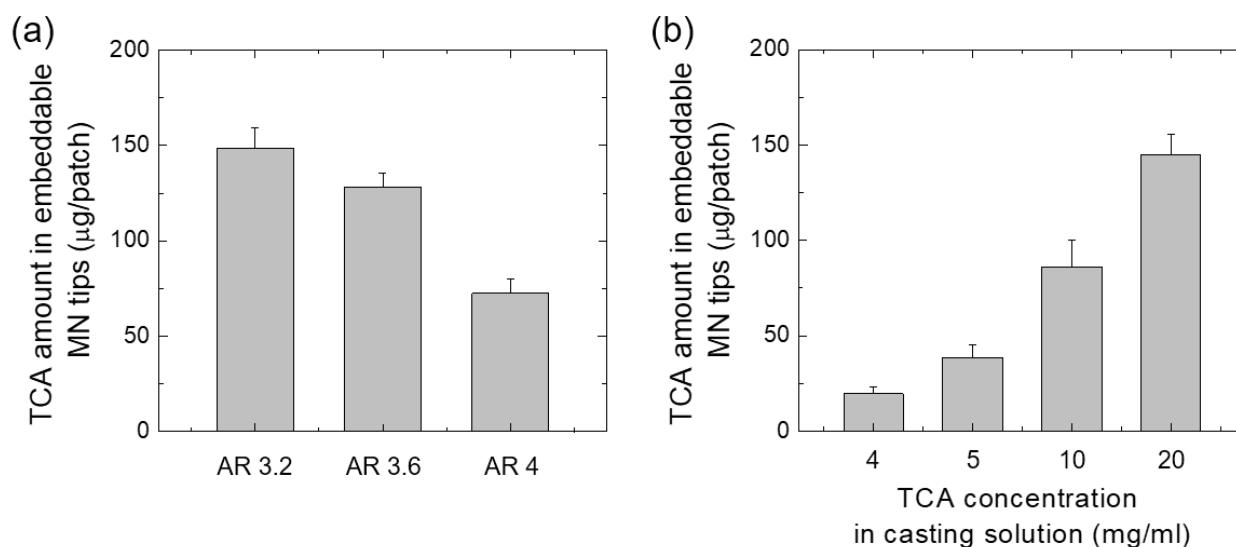 (a)
TCA amount in embeddable
MN tips (μg/patch)
200
150
100
50
0
AR 3.2 AR 3.6 AR 4
(b)
TCA amount in embeddable
MN tips (μg/patch)
200
150
100
50
0
4 5 10 20
TCA concentration
in casting solution (mg/ml)